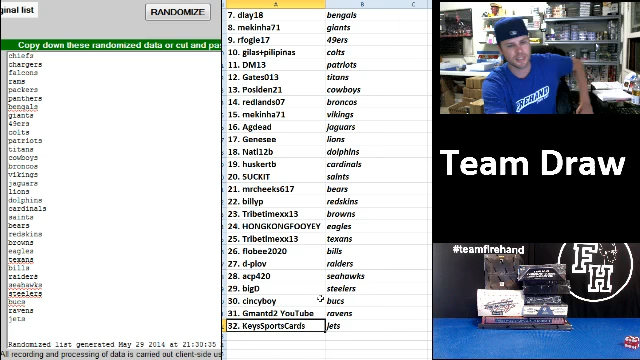 ginal list
RANDOMIZE
Copy down these randomized data or cut and pas
chiefs
chargers
falcons
rams
packers
panthers
bengals
giants
49ers
colts
patriots
titans
cowboys
broncos
vikings
jaguars
lions
dolphins
cardinals
saints
bears
redskins
browns
eagles
texans
bills
raiders
seahawks
steelers
bucs
ravens
jets
Randomized list generated May 29 2014 at 21:30:35
All recording and processing of data is carried out client-side us
A B C
7. dlay18 bengals
8. mekinha71 giants
9. rfogle17 49ers
10. gilas+pilipinas colts
11. DM13 patriots
12. Gates013 titans
13. Posiden21 cowboys
14. redlands07 broncos
15. mekinha71 vikings
16. Agdead jaguars
17. Genesee lions
18. Natl12b dolphins
19. huskertb cardinals
20. SUCKIT saints
21. mrcheeks617 bears
22. billyp redskins
23. Tribetimexx13 browns
24. HONGKONGFOOYEY eagles
25. Tribetimexx13 texans
26. flobee2020 bills
27. d-plov raiders
28. acp420 seahawks
29. bigD steelers
30. cincyboy bucs
31. Gmantd2 YouTube ravens
32. KeysSportsCards jets
FIREHAND
Team Draw
#teamfirehand
FH